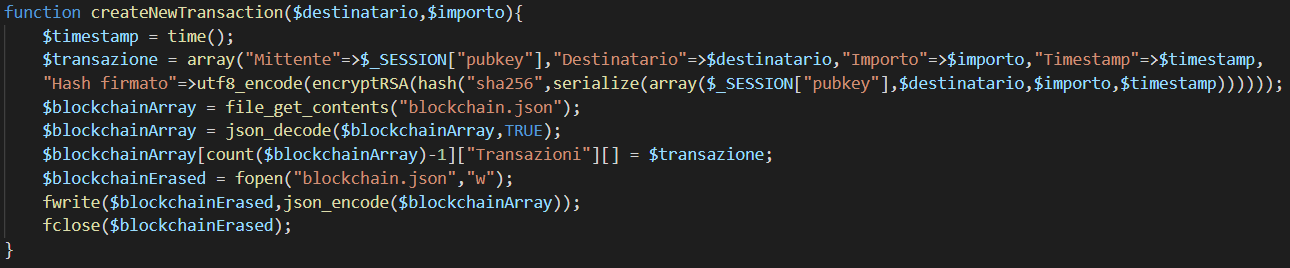 function createNewTransaction($destinatario,$importo){
$timestamp = time();
$transazione = array("Mittente"=>$_SESSION["pubkey"],"Destinatario"=>$destinatario,"Importo"=>$importo,"Timestamp"=>$timestamp,
"Hash firmato"=>utf8_encode(encryptRSA(hash("sha256",serialize(array($_SESSION["pubkey"],$destinatario,$importo,$timestamp))))));
$blockchainArray = file_get_contents("blockchain.json");
$blockchainArray = json_decode($blockchainArray,TRUE);
$blockchainArray[count($blockchainArray)-1]["Transazioni"][] = $transazione;
$blockchainErased = fopen("blockchain.json","w");
fwrite($blockchainErased,json_encode($blockchainArray));
fclose($blockchainErased);
}